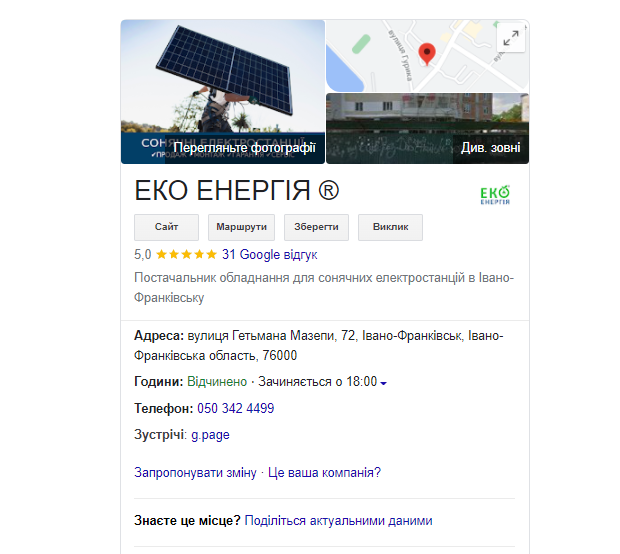 вулиця Гурика
вули
СОНЯЧНІ ЕЛЕКТРОСТАНЦІЇ
✔ПРОДАЖ ✔МОНТАЖ ✔ГАРАНТІЯ ✔СЕРВІС
Перегляньте фотографії
Див. зовні
ЕКО ЕНЕРГІЯ ®
ЕКО
ЕНЕРГІЯ
Сайт
Маршрути
Зберегти
Виклик
5,0 ★★★★★ 31 Google відгук
Постачальник обладнання для сонячних електростанцій в Івано-
Франківську
Адреса: вулиця Гетьмана Мазепи, 72, Івано-Франківськ, Івано-
Франківська область, 76000
Години: Відчинено · Зачиняється о 18:00
Телефон: 050 342 4499
Зустрічі: g.page
Запропонувати зміну · Це ваша компанія?
Знаєте це місце? Поділіться актуальними даними